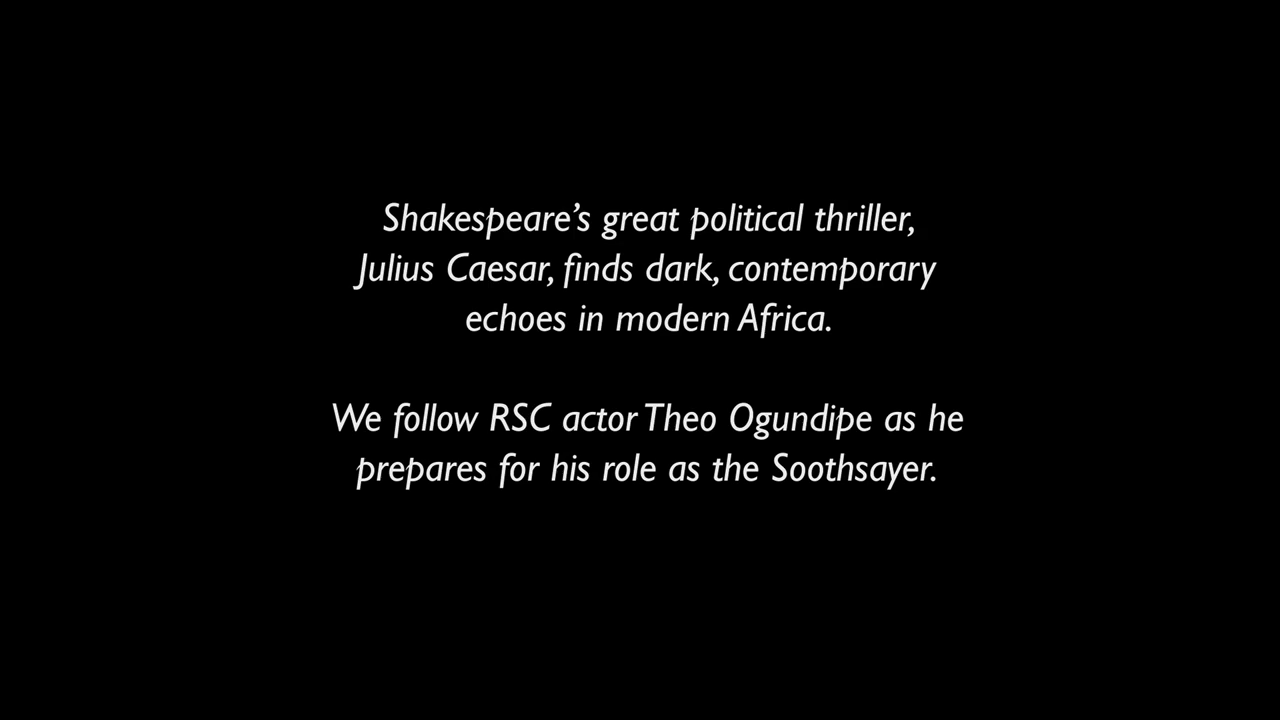 Shakespeare’s great political thriller,
Julius Caesar, finds dark, contemporary
echoes in modern Africa.
We follow RSC actor Theo Ogundipe as he
prepares for his role as the Soothsayer.